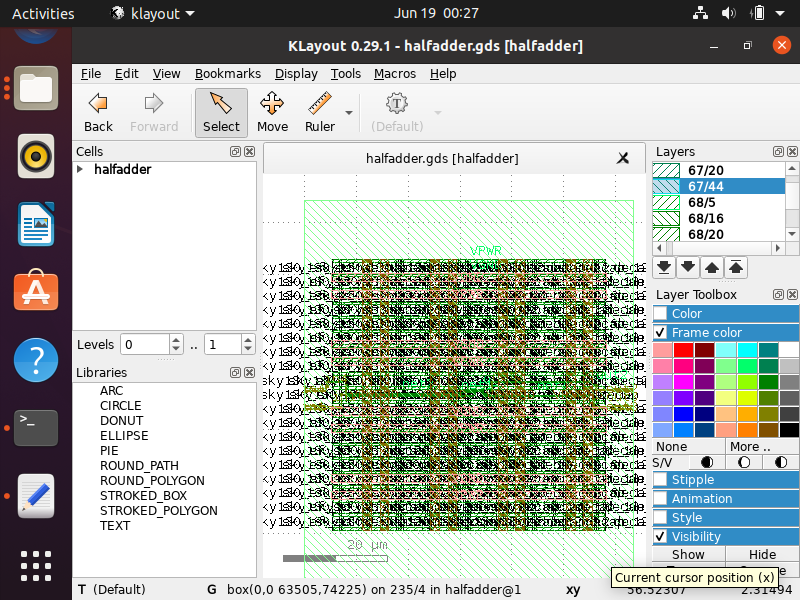 Activities
klayout
Jun 19 00:27
KLayout 0.29.1 - halfadder.gds [halfadder]
File Edit View Bookmarks Display Tools Macros Help
Back Forward Select Move Ruler (Default)
Cells
halfadder
Levels 0 .. 1
Libraries
ARC
CIRCLE
DONUT
ELLIPSE
PIE
ROUND_PATH
ROUND_POLYGON
STROKED_BOX
STROKED_POLYGON
TEXT
halfadder.gds [halfadder]
VPWR
20 µm
Layers
67/20
67/44
68/5
68/16
68/20
Layer Toolbox
Color
Frame color
None More ..
S/V
Stipple
Animation
Style
Visibility
Show Hide
Current cursor position (x)
T (Default) G box(0,0 63505,74225) on 235/4 in halfadder@1 xy 56.52307 2.31494